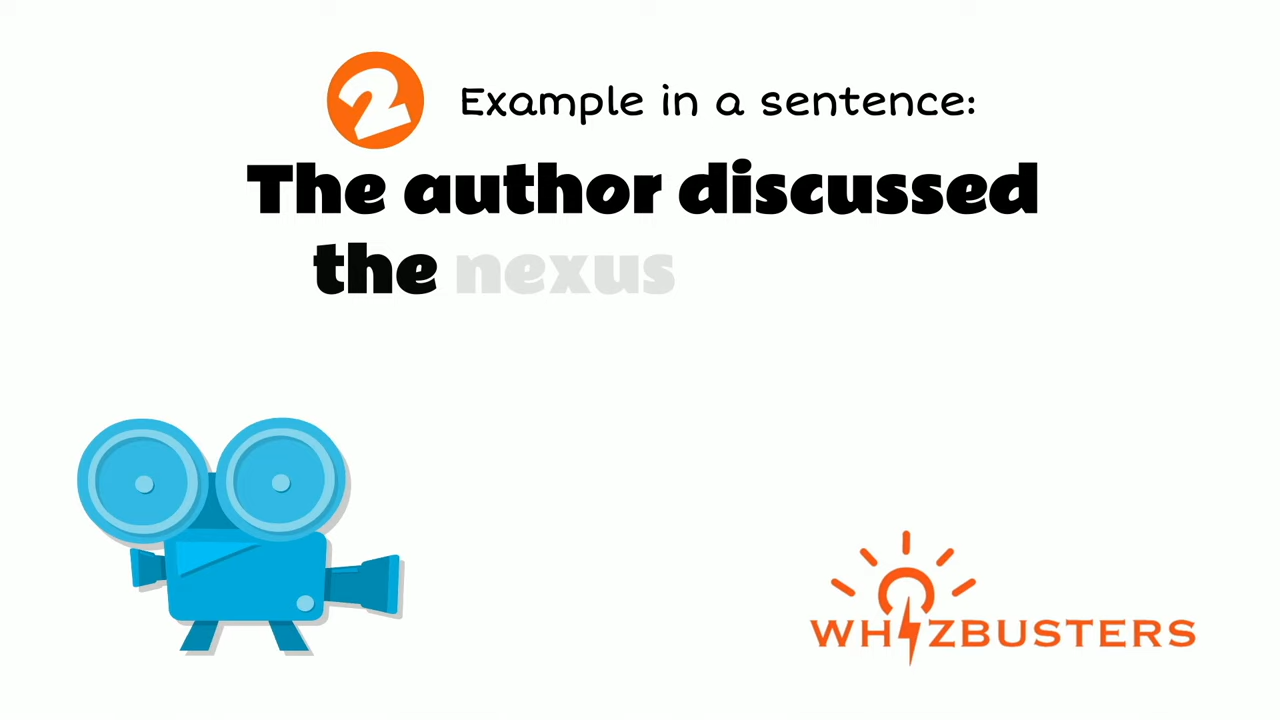 2 Example in a sentence:
The author discussed
the nexus
WHIZBUSTERS